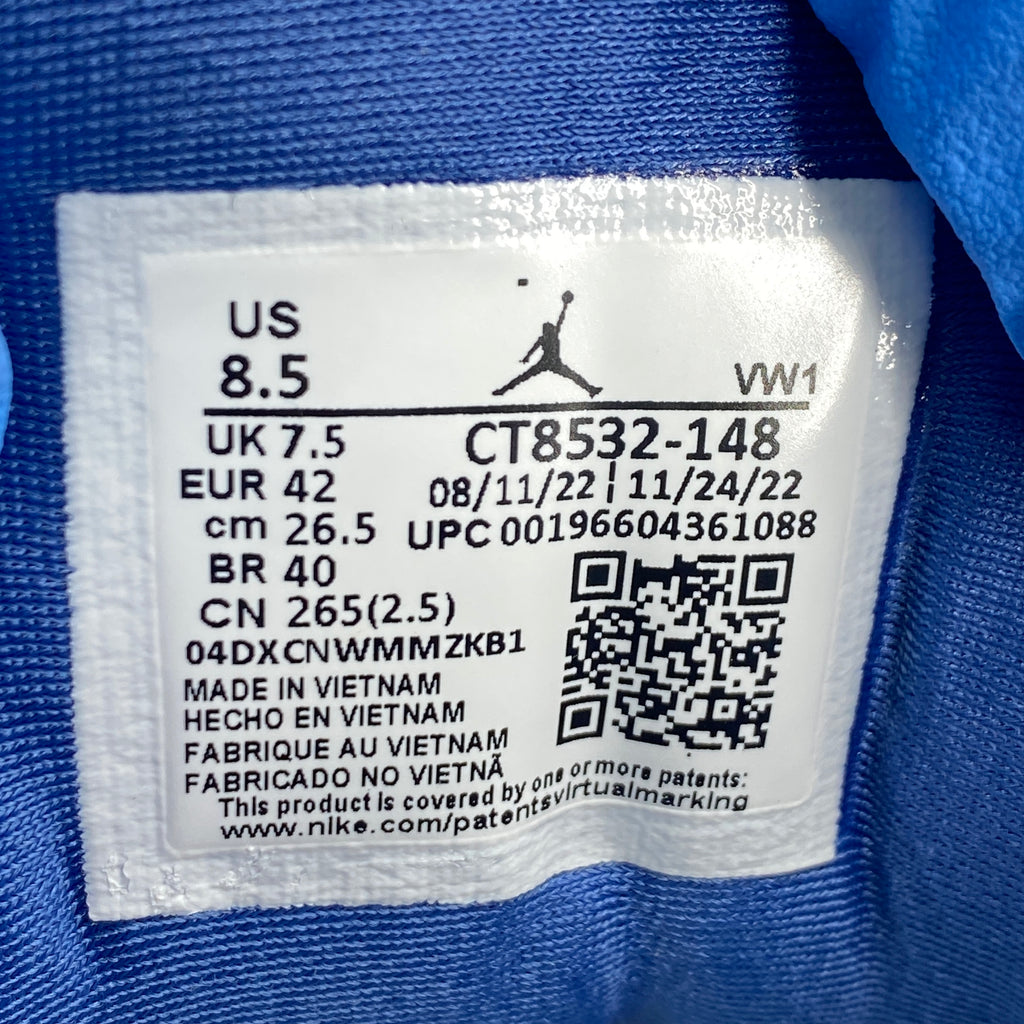 US
8.5
VW1
UK 7.5
CT8532-148
EUR 42
08/11/22 | 11/24/22
cm 26.5
UPC 00196604361088
BR 40
CN 265(2.5)
04DXCNWMMZKB1
MADE IN VIETNAM
HECHO EN VIETNAM
FABRIQUE AU VIETNAM
FABRICADO NO VIETNÃ
This product is covered by one or more patents:
www.nike.com/patentsvirtualmarking